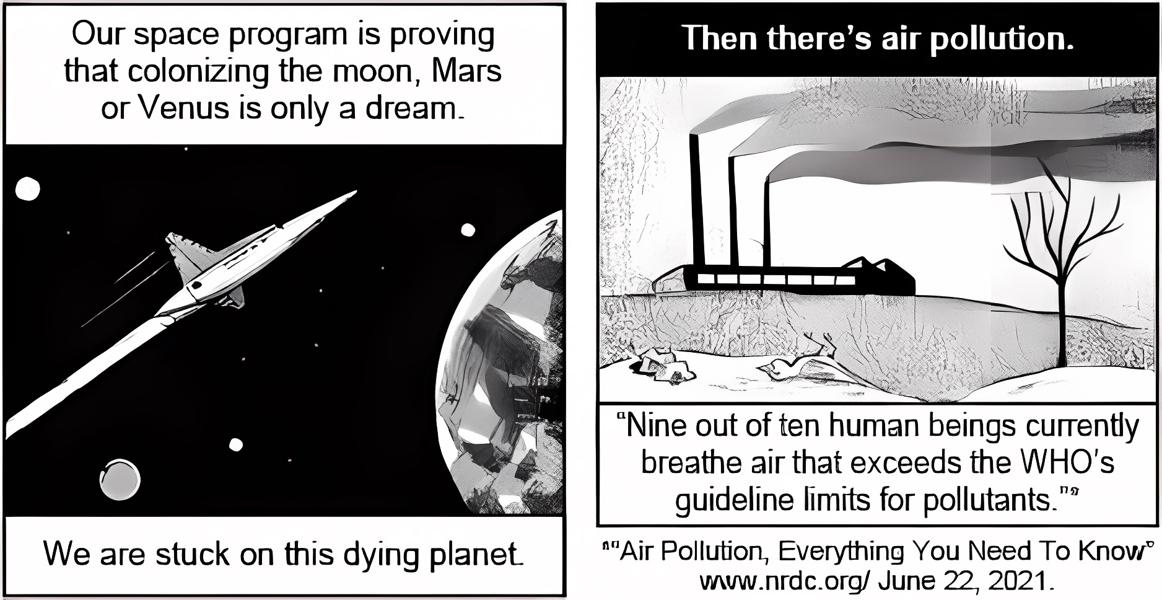 Our space program is proving
that colonizing the moon, Mars
or Venus is only a dream.
We are stuck on this dying planet.
Then there's air pollution.
"Nine out of ten human beings currently
breathe air that exceeds the WHO's
guideline limits for pollutants.""
""Air Pollution, Everything You Need To Know"
www.nrdc.org/ June 22, 2021.